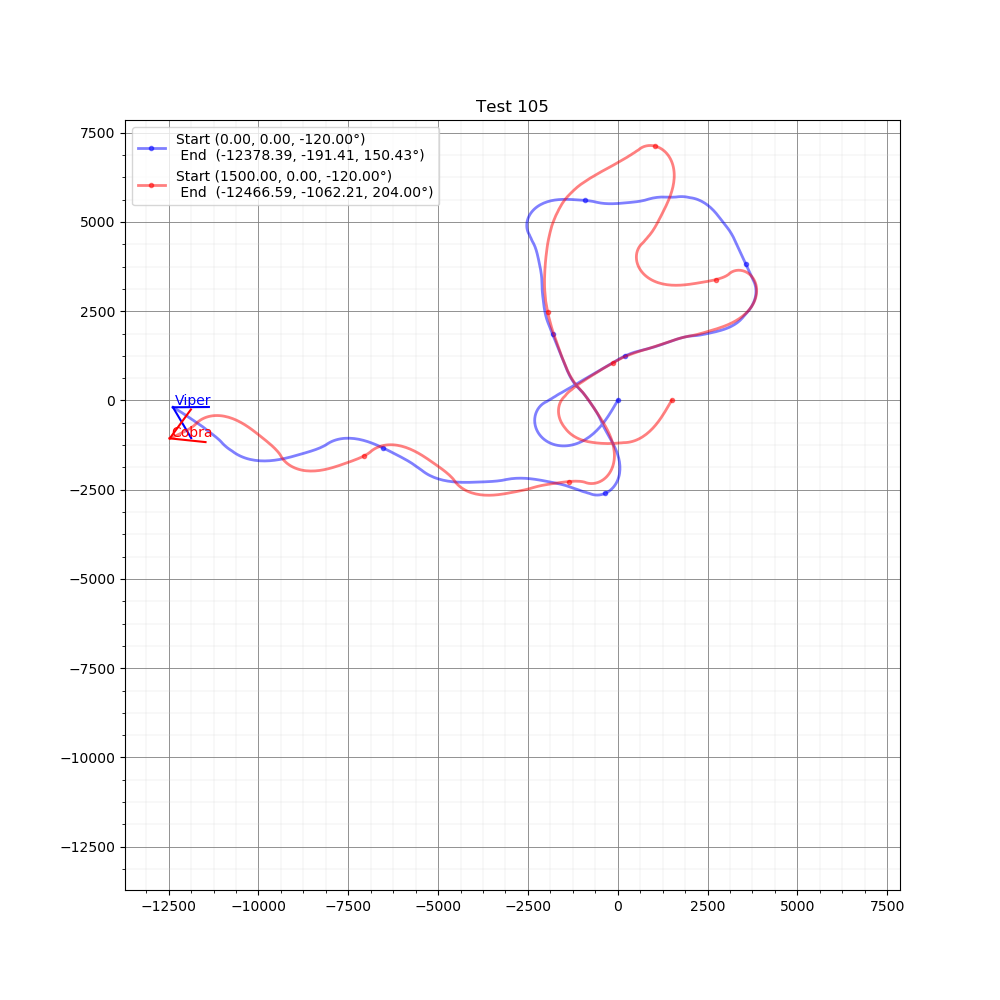 Test 105
Start (0.00, 0.00, -120.00°)
End (-12378.39, -191.41, 150.43°)
Start (1500.00, 0.00, -120.00°)
End (-12466.59, -1062.21, 204.00°)
7500
5000
2500
0
−2500
−5000
−7500
−10000
−12500
Viper
Cobra
−12500 −10000 −7500 −5000 −2500 0 2500 5000 7500